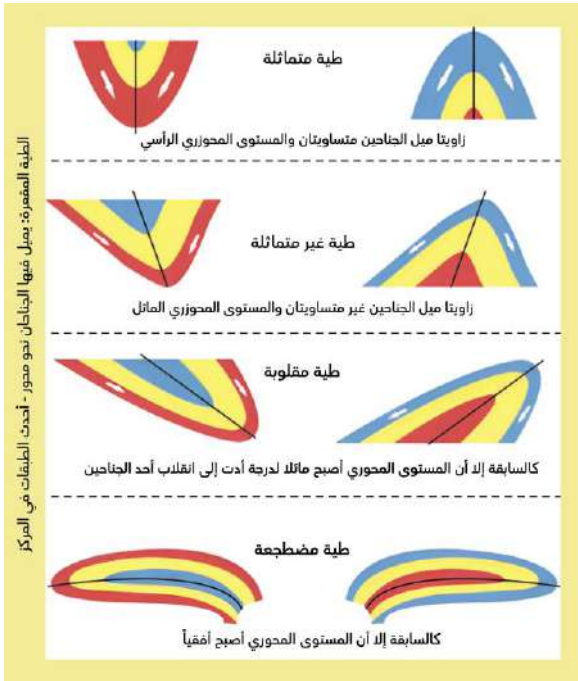 طية متماثلة
زاويتا ميل الجناحين متساويتان والمستوى المحوزري الرأسي
طية غير متماثلة
زاويتا ميل الجناحين غير متساويتان والمستوى المحوزري المائل
طية مقلوبة
كالسابقة إلا أن المستوى المحوري أصبح مائلا لدرجة أدت إلى انقلاب أحد الجناحين
طية مضطجعة
كالسابقة إلا أن المستوى المحوري أصبح أفقياً
الطية المقعرة: يميل فيها الجناحان نحو محور - أحدث الطبقات في المركز